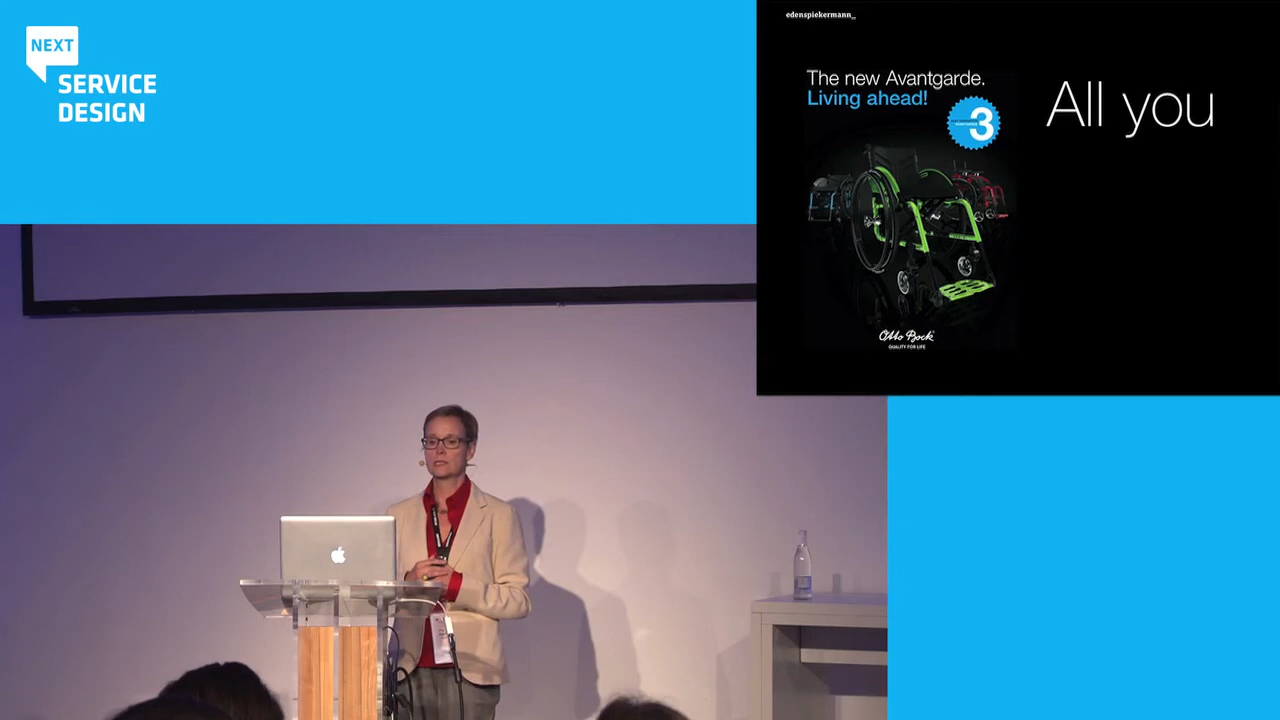 NEXT
SERVICE
DESIGN
edenspiekermann_
The new Avantgarde.
Living ahead!
3
All you
Otto Bock
QUALITY FOR LIFE